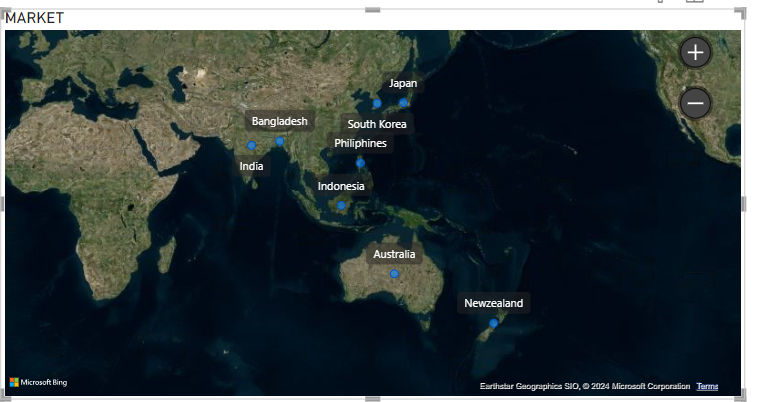 MARKET
Japan
Bangladesh
South Korea
Philiphines
India
Indonesia
Australia
Newzealand
Microsoft Bing
Earthstar Geographics SIO, © 2024 Microsoft Corporation Terms